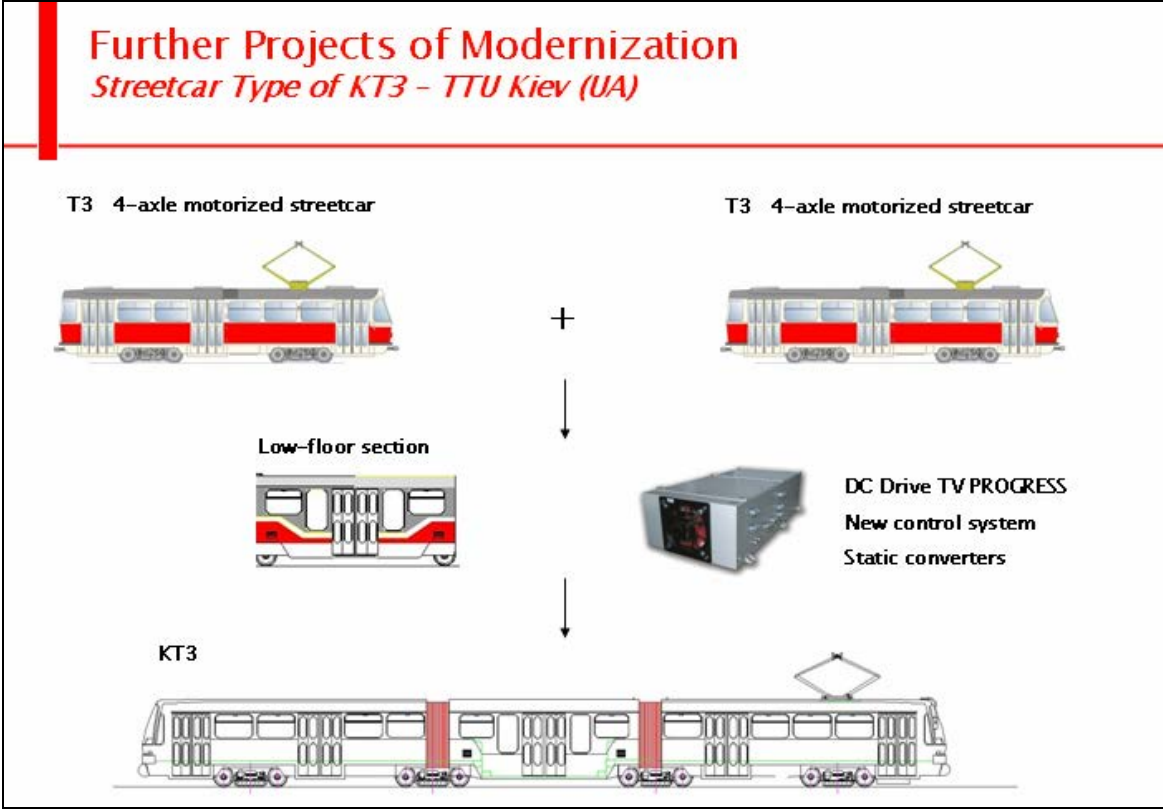 Further Projects of Modernization
Streetcar Type of KT3 - TTU Kiev (UA)
T3 4-axle motorized streetcar
T3 4-axle motorized streetcar
+
Low-floor section
DC Drive TV PROGRESS
New control system
Static converters
KT3